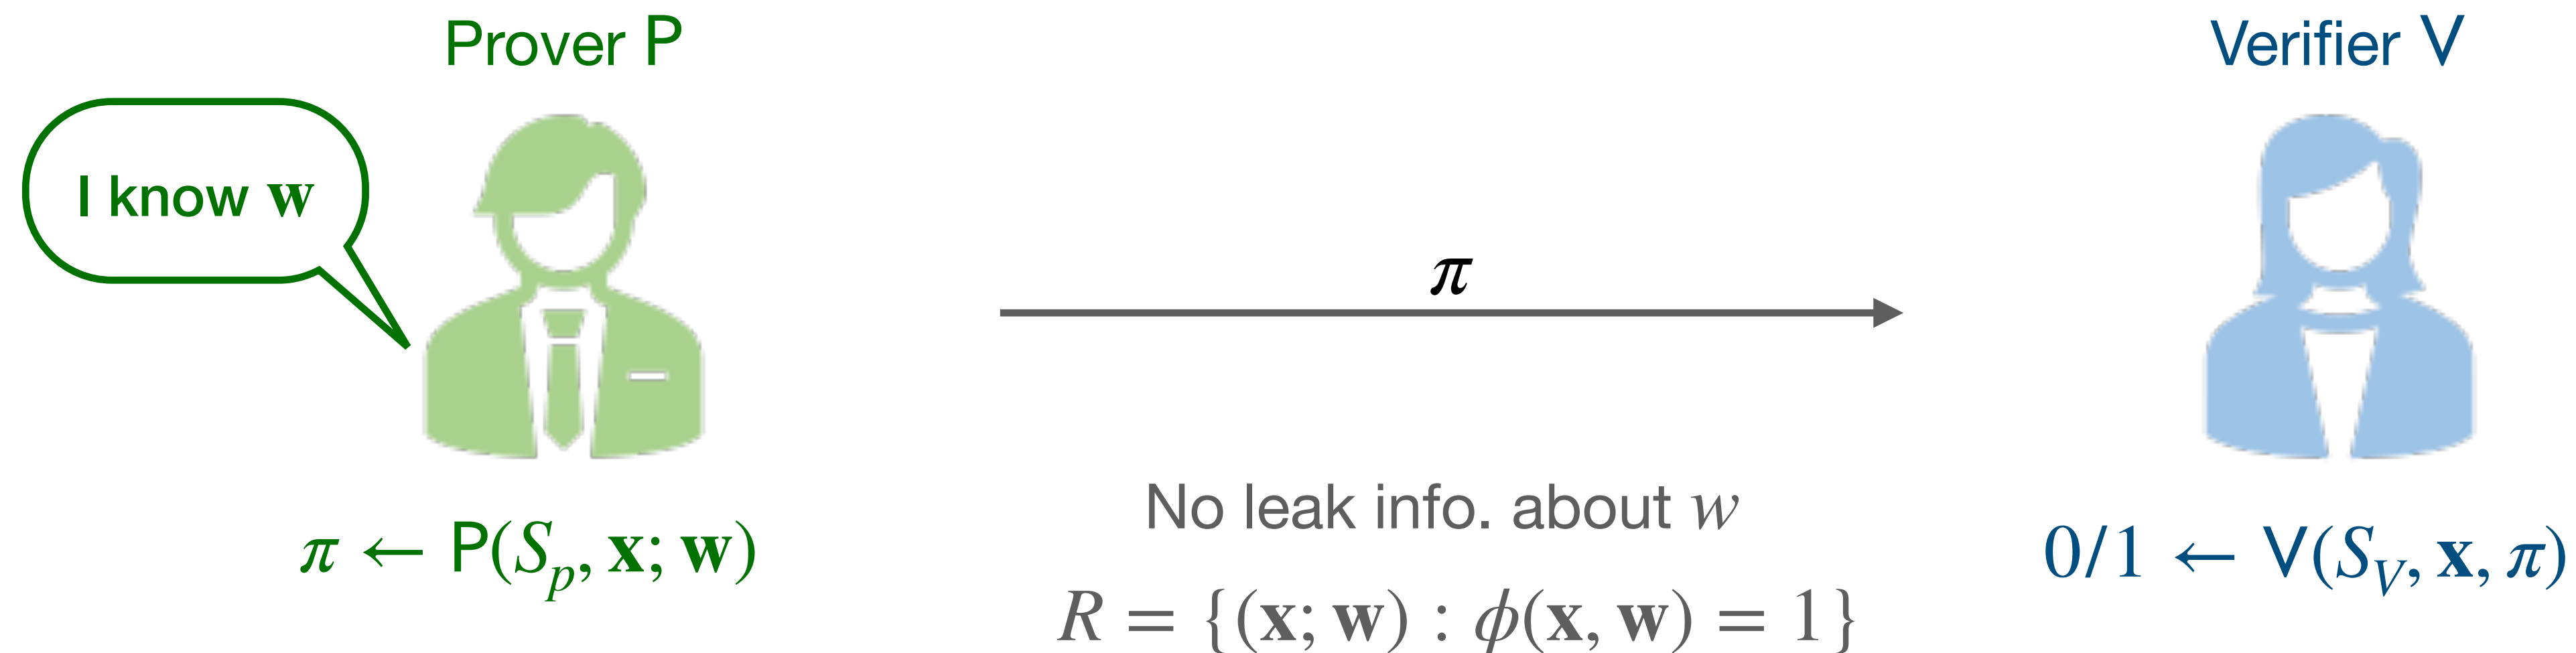 Prover P
Verifier V
I know w
π
No leak info. about w
π ← P(S_p, x; w)
0/1 ← V(S_V, x, π)
R = {(x; w) : ϕ(x, w) = 1}